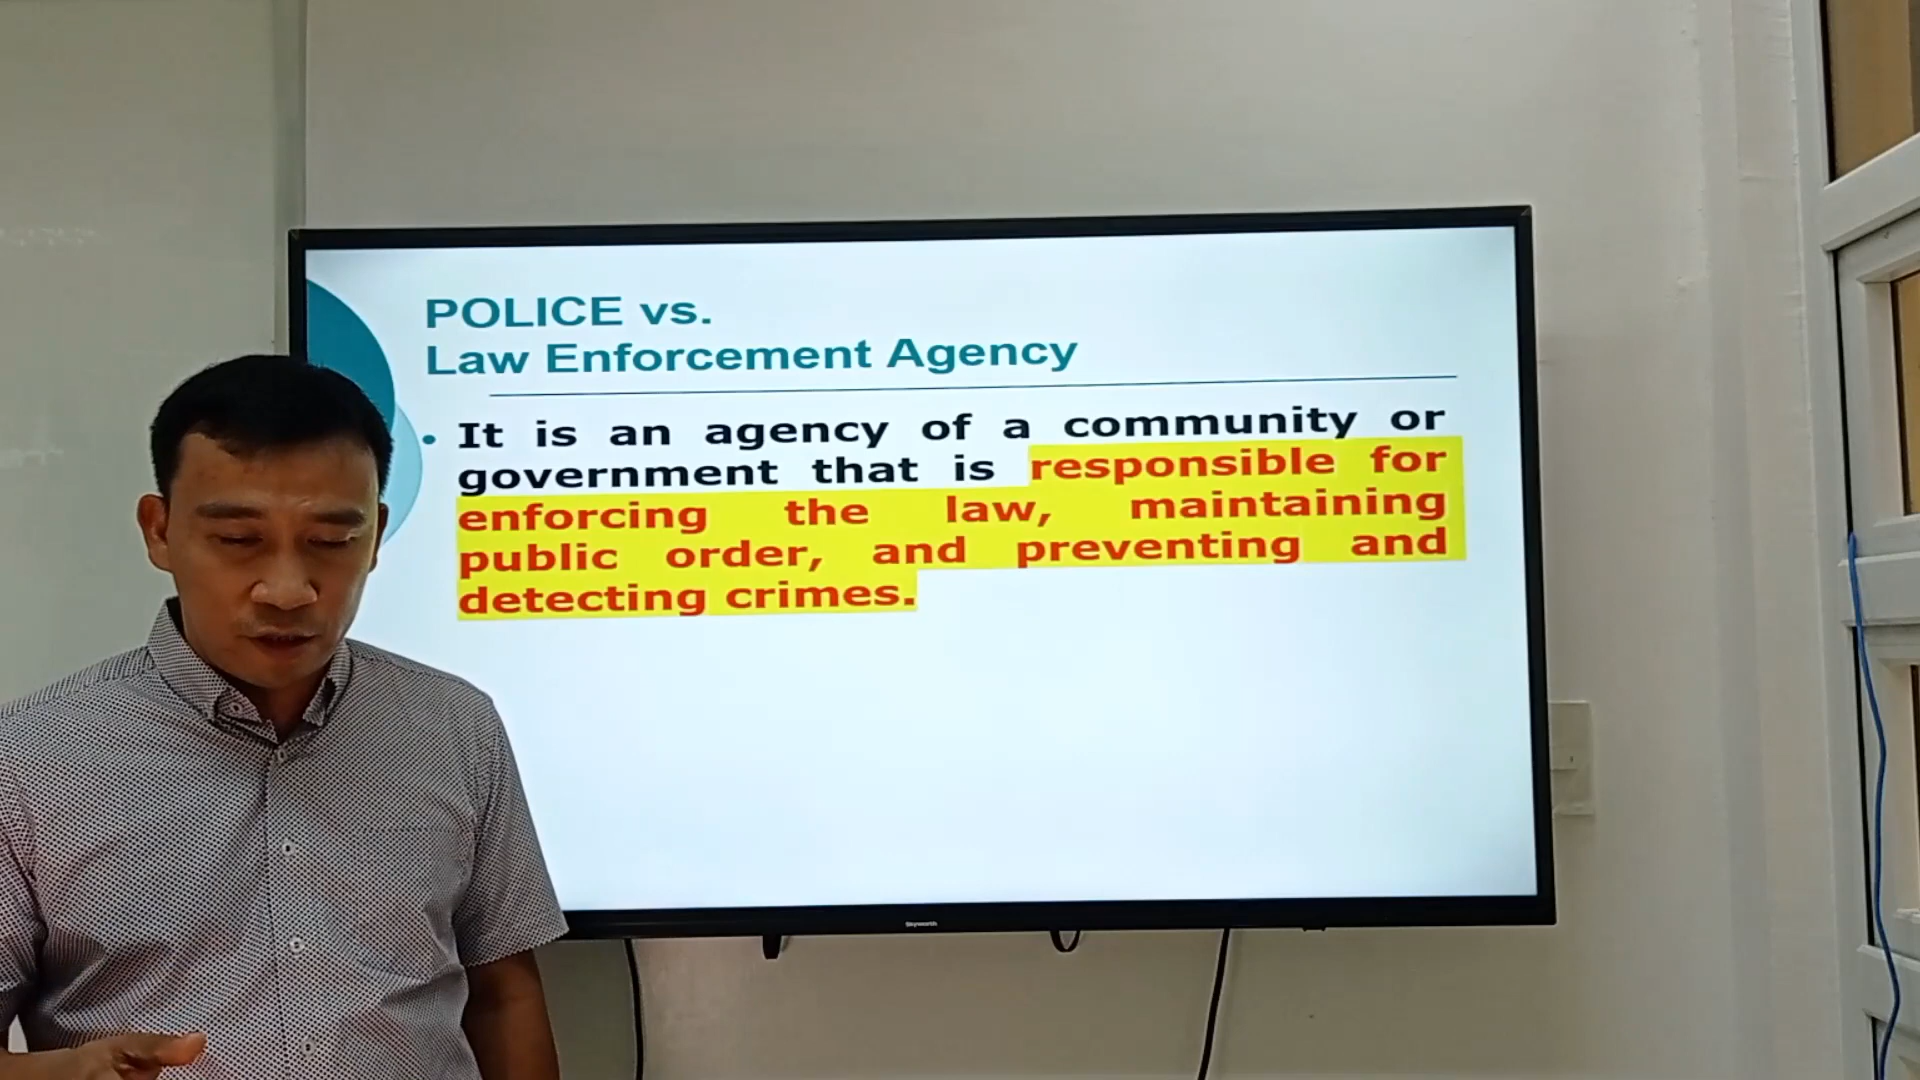 POLICE vs.
Law Enforcement Agency
• It is an agency of a community or
government that is responsible for
enforcing the law, maintaining
public order, and preventing and
detecting crimes.
Skyworth